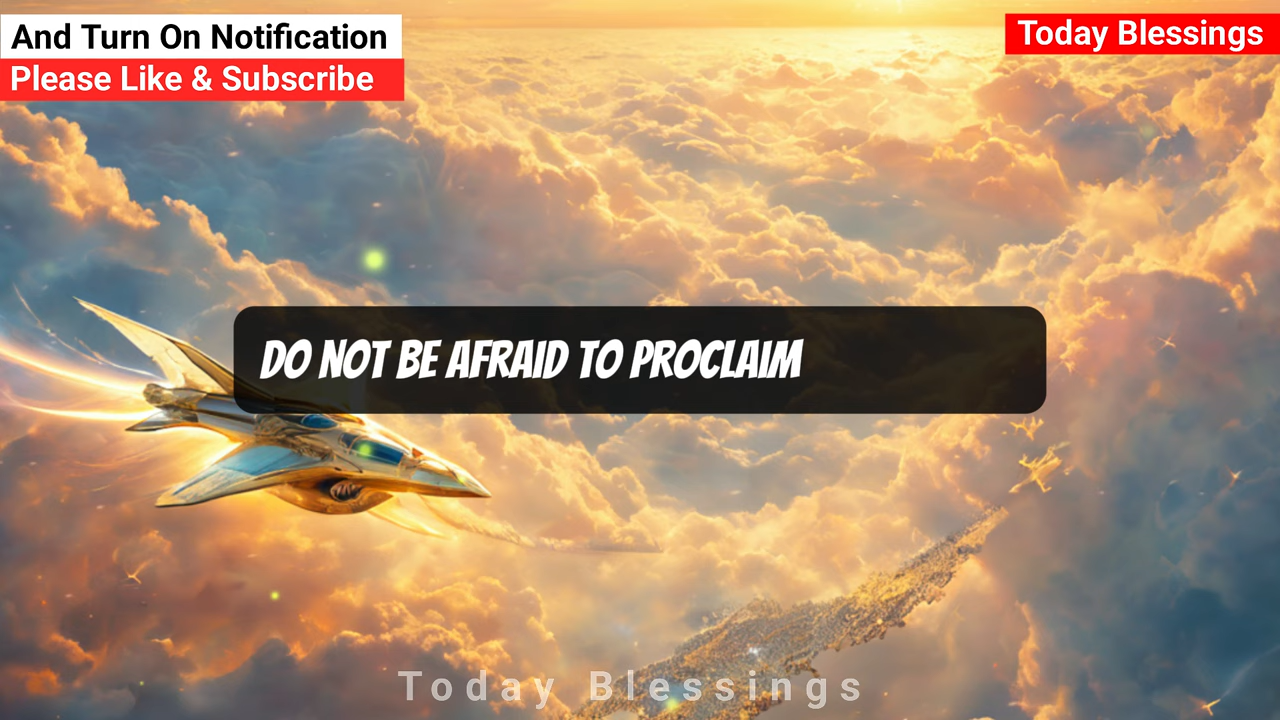 And Turn On Notification
Please Like & Subscribe
Today Blessings
DO NOT BE AFRAID TO PROCLAIM
Today Blessings